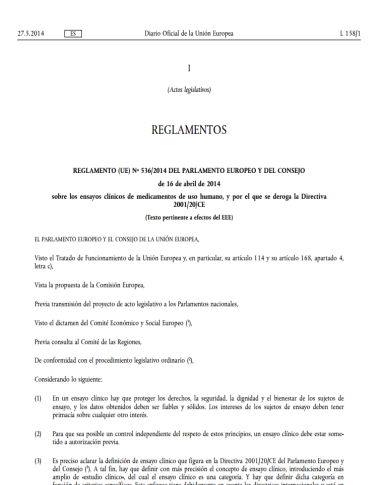 27.5.2014 ES Diario Oficial de la Unión Europea L 158/1
I
(Actos legislativos)
REGLAMENTOS
REGLAMENTO (UE) Nº 536/2014 DEL PARLAMENTO EUROPEO Y DEL CONSEJO
de 16 de abril de 2014
sobre los ensayos clínicos de medicamentos de uso humano, y por el que se deroga la Directiva
2001/20/CE
(Texto pertinente a efectos del EEE)
EL PARLAMENTO EUROPEO Y EL CONSEJO DE LA UNIÓN EUROPEA,
Visto el Tratado de Funcionamiento de la Unión Europea y, en particular, su artículo 114 y su artículo 168, apartado 4,
letra c),
Vista la propuesta de la Comisión Europea,
Previa transmisión del proyecto de acto legislativo a los Parlamentos nacionales,
Visto el dictamen del Comité Económico y Social Europeo (¹),
Previa consulta al Comité de las Regiones,
De conformidad con el procedimiento legislativo ordinario (²),
Considerando lo siguiente:
(1) En un ensayo clínico hay que proteger los derechos, la seguridad, la dignidad y el bienestar de los sujetos de
ensayo, y los datos obtenidos deben ser fiables y sólidos. Los intereses de los sujetos de ensayo deben tener
primacía sobre cualquier otro interés.
(2) Para que sea posible un control independiente del respeto de estos principios, un ensayo clínico debe some-
tido a autorización previa.
(3) Es preciso aclarar la definición de ensayo clínico que figura en la Directiva 2001/20/CE del Parlamento Europeo y
del Consejo (³). A tal fin, hay que definir con más precisión el concepto de ensayo clínico, introduciendo el más
amplio de «estudio clínico», del cual el ensayo clínico es una categoría. Y hay que definir dicha categoría en